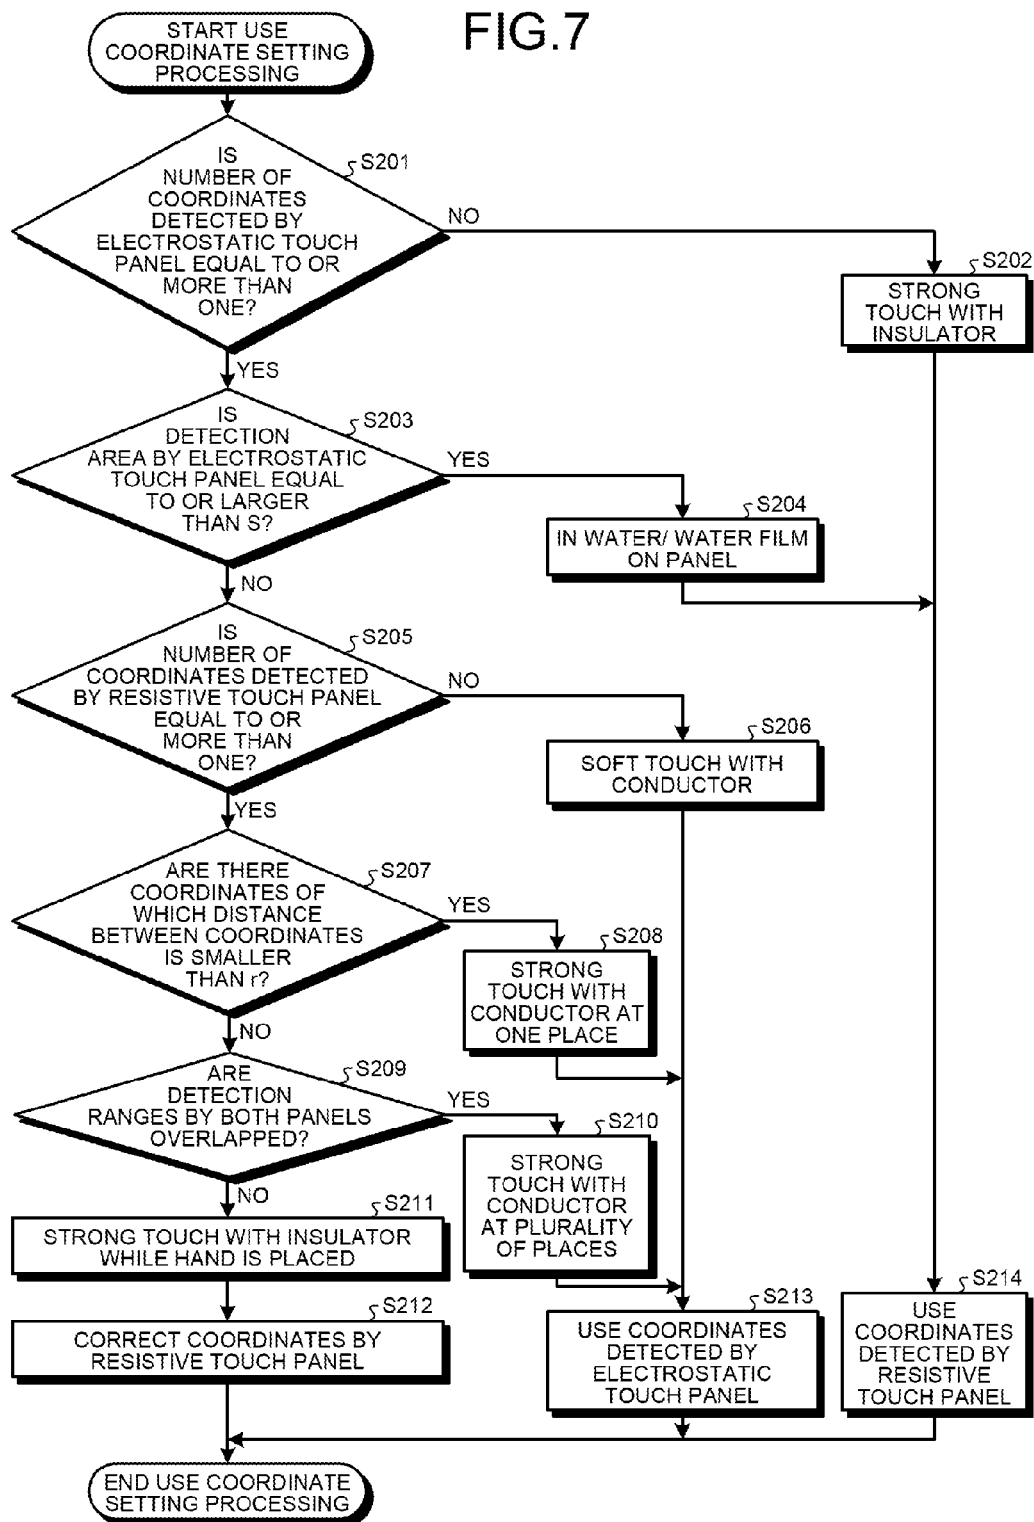 FIG.7
START USE
COORDINATE SETTING
PROCESSING
IS
NUMBER OF
COORDINATES
DETECTED BY
ELECTROSTATIC TOUCH
PANEL EQUAL TO OR
MORE THAN
ONE?
S201
NO
YES
S202
STRONG
TOUCH WITH
INSULATOR
IS
DETECTION
AREA BY ELECTROSTATIC
TOUCH PANEL EQUAL
TO OR LARGER
THAN S?
S203
YES
NO
S204
IN WATER/ WATER FILM
ON PANEL
IS
NUMBER OF
COORDINATES DETECTED
BY RESISTIVE TOUCH PANEL
EQUAL TO OR
MORE THAN
ONE?
S205
NO
YES
S206
SOFT TOUCH WITH
CONDUCTOR
ARE THERE
COORDINATES OF
WHICH DISTANCE
BETWEEN COORDINATES
IS SMALLER
THAN r?
S207
YES
NO
S208
STRONG
TOUCH WITH
CONDUCTOR AT
ONE PLACE
ARE
DETECTION
RANGES BY BOTH PANELS
OVERLAPPED?
S209
YES
NO
S210
STRONG
TOUCH WITH
CONDUCTOR
AT PLURALITY
OF PLACES
S211
STRONG TOUCH WITH INSULATOR
WHILE HAND IS PLACED
S212
CORRECT COORDINATES BY
RESISTIVE TOUCH PANEL
S213
USE COORDINATES
DETECTED BY
ELECTROSTATIC
TOUCH PANEL
S214
USE
COORDINATES
DETECTED BY
RESISTIVE
TOUCH PANEL
END USE COORDINATE
SETTING PROCESSING